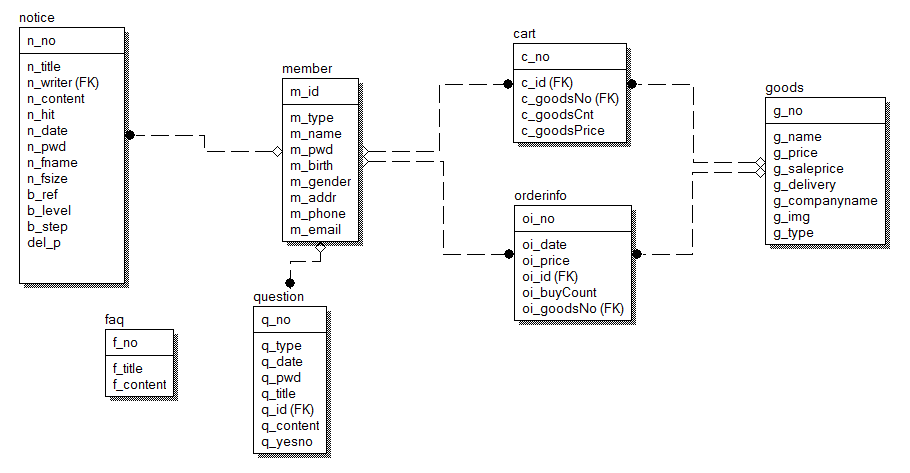 notice
n_no
n_title
n_writer (FK)
n_content
n_hit
n_date
n_pwd
n_fname
n_fsize
b_ref
b_level
b_step
del_p
member
m_id
m_type
m_name
m_pwd
m_birth
m_gender
m_addr
m_phone
m_email
cart
c_no
c_id (FK)
c_goodsNo (FK)
c_goodsCnt
c_goodsPrice
goods
g_no
g_name
g_price
g_saleprice
g_delivery
g_companyname
g_img
g_type
orderinfo
oi_no
oi_date
oi_price
oi_id (FK)
oi_buyCount
oi_goodsNo (FK)
question
q_no
q_type
q_date
q_pwd
q_title
q_id (FK)
q_content
q_yesno
faq
f_no
f_title
f_content